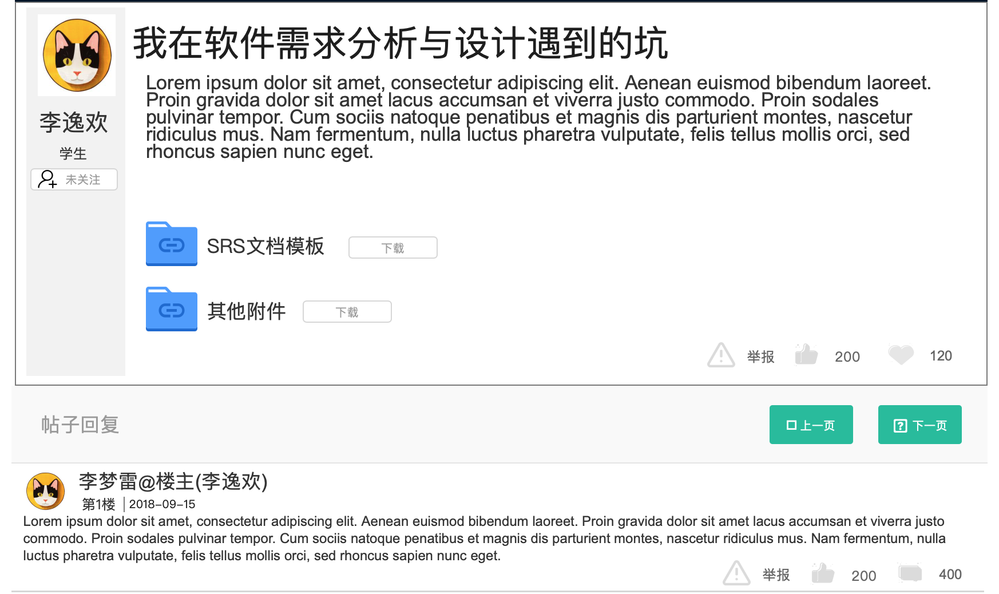 我在软件需求分析与设计遇到的坑
Lorem ipsum dolor sit amet, consectetur adipiscing elit. Aenean euismod bibendum laoreet.
Proin gravida dolor sit amet lacus accumsan et viverra justo commodo. Proin sodales
pulvinar tempor. Cum sociis natoque penatibus et magnis dis parturient montes, nascetur
ridiculus mus. Nam fermentum, nulla luctus pharetra vulputate, felis tellus mollis orci, sed
rhoncus sapien nunc eget.
李逸欢
学生
未关注
SRS文档模板 下载
其他附件 下载
举报 200 120
帖子回复 上一页 下一页
李梦雷@楼主(李逸欢)
第1楼 2018-09-15
Lorem ipsum dolor sit amet, consectetur adipiscing elit. Aenean euismod bibendum laoreet. Proin gravida dolor sit amet lacus accumsan et viverra justo
commodo. Proin sodales pulvinar tempor. Cum sociis natoque penatibus et magnis dis parturient montes, nascetur ridiculus mus. Nam fermentum, nulla
luctus pharetra vulputate, felis tellus mollis orci, sed rhoncus sapien nunc eget.
举报 200 400